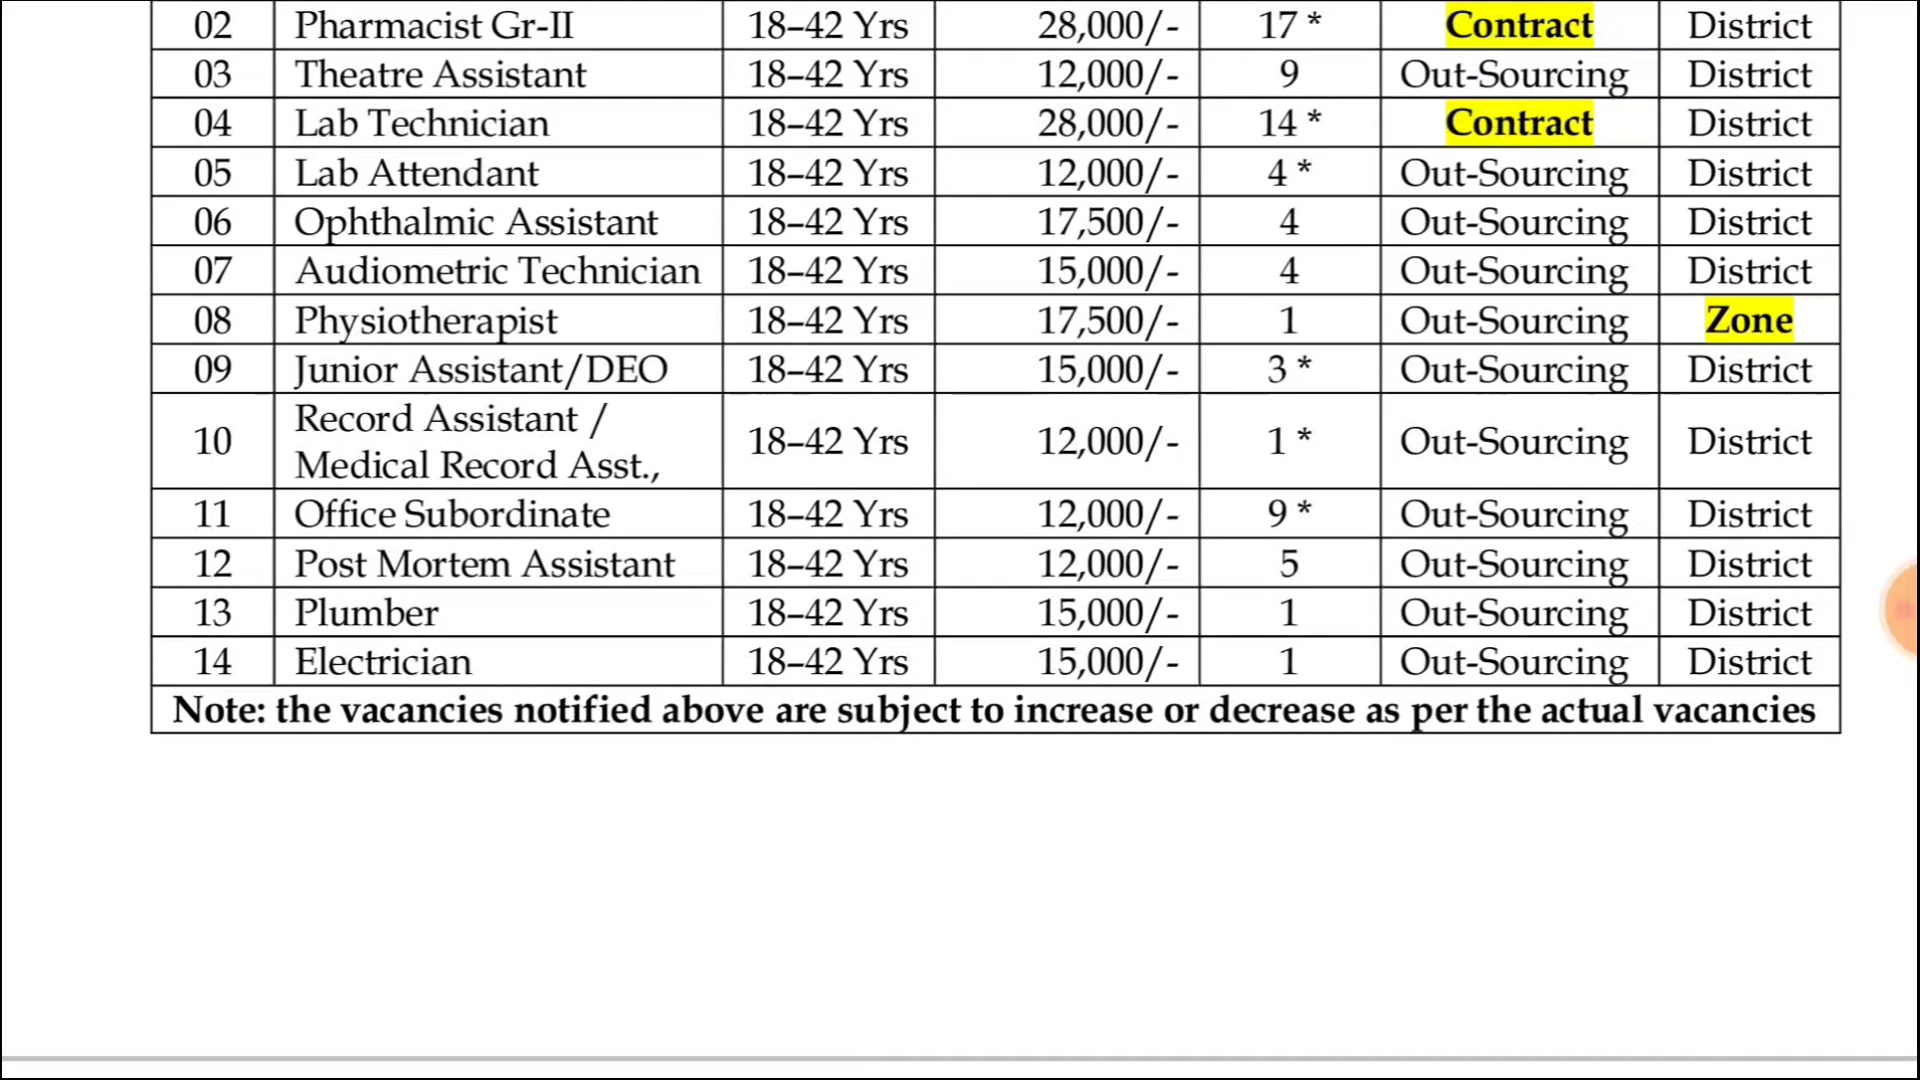 02 Pharmacist Gr-II 18–42 Yrs 28,000/- 17 * Contract District
03 Theatre Assistant 18–42 Yrs 12,000/- 9 Out-Sourcing District
04 Lab Technician 18–42 Yrs 28,000/- 14 * Contract District
05 Lab Attendant 18–42 Yrs 12,000/- 4 * Out-Sourcing District
06 Ophthalmic Assistant 18–42 Yrs 17,500/- 4 Out-Sourcing District
07 Audiometric Technician 18–42 Yrs 15,000/- 4 Out-Sourcing District
08 Physiotherapist 18–42 Yrs 17,500/- 1 Out-Sourcing Zone
09 Junior Assistant/DEO 18–42 Yrs 15,000/- 3 * Out-Sourcing District
10 Record Assistant /
Medical Record Asst., 18–42 Yrs 12,000/- 1 * Out-Sourcing District
11 Office Subordinate 18–42 Yrs 12,000/- 9 * Out-Sourcing District
12 Post Mortem Assistant 18–42 Yrs 12,000/- 5 Out-Sourcing District
13 Plumber 18–42 Yrs 15,000/- 1 Out-Sourcing District
14 Electrician 18–42 Yrs 15,000/- 1 Out-Sourcing District
Note: the vacancies notified above are subject to increase or decrease as per the actual vacancies